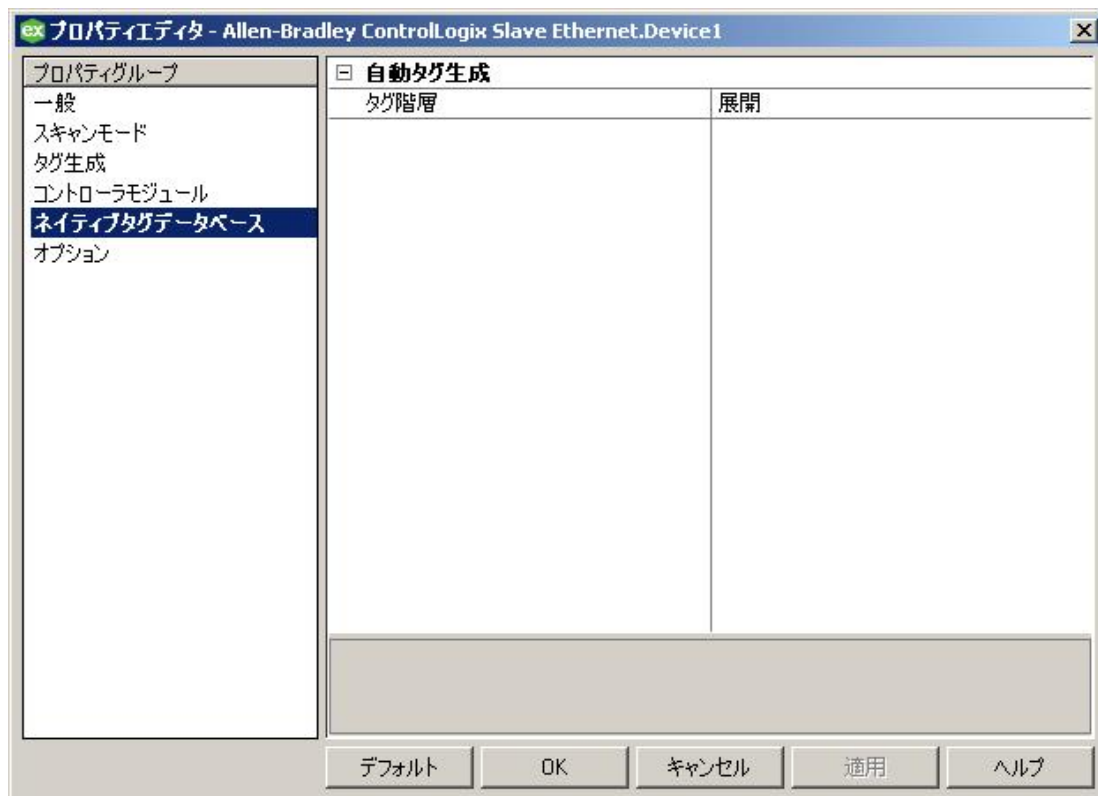 ex プロパティエディタ - Allen-Bradley ControlLogix Slave Ethernet.Device1
プロパティグループ
一般
スキャンモード
タグ生成
コントローラモジュール
ネイティブタグデータベース
オプション
自動タグ生成
タグ階層 展開
デフォルト OK キャンセル 適用 ヘルプ